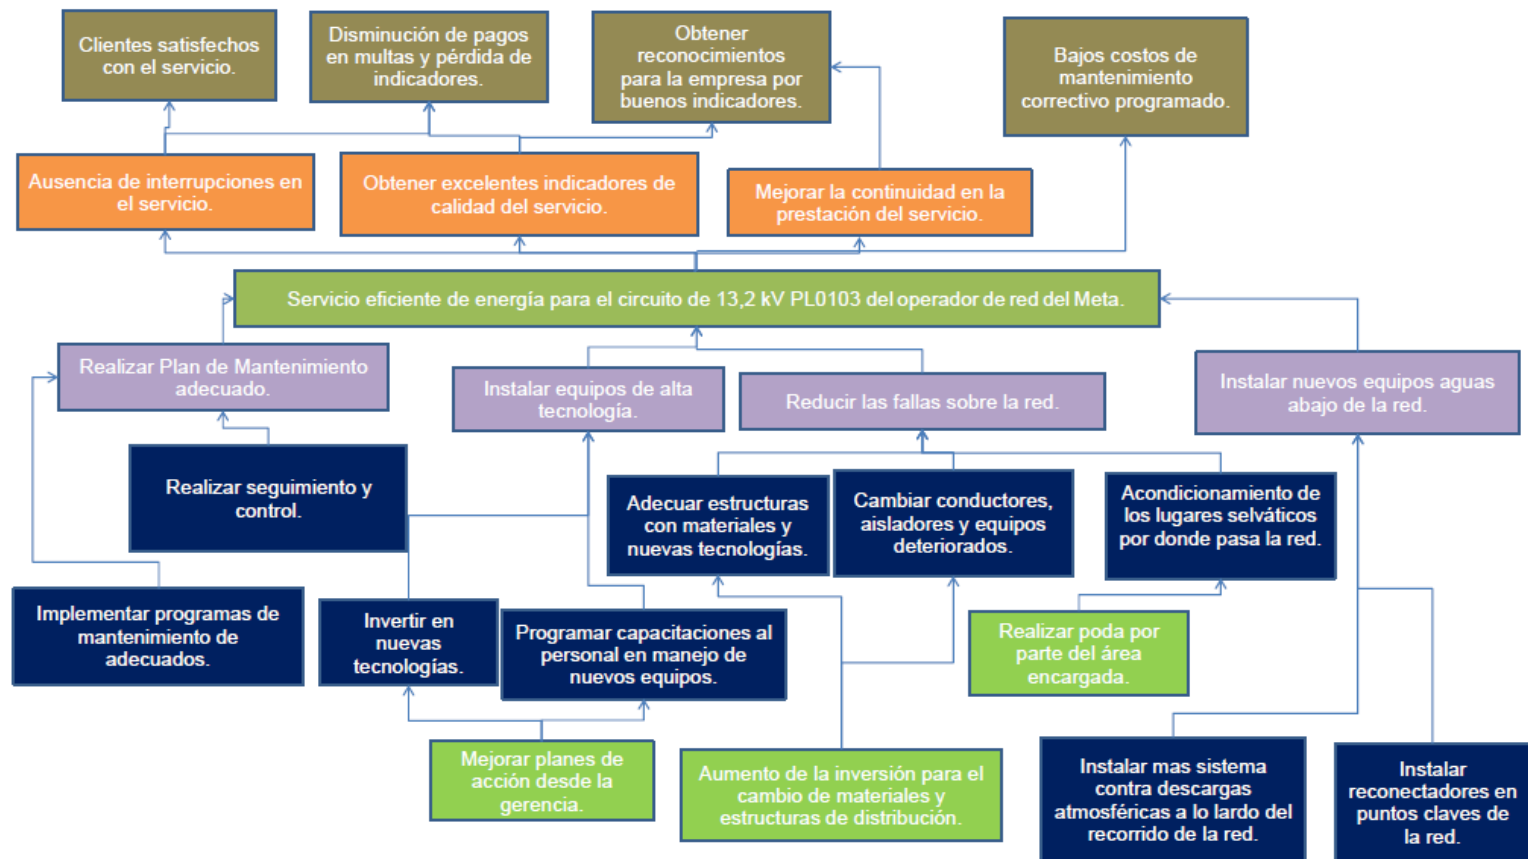 Clientes satisfechos
con el servicio.
Disminución de pagos
en multas y pérdida de
indicadores.
Obtener
reconocimientos
para la empresa por
buenos indicadores.
Bajos costos de
mantenimiento
correctivo programado.
Ausencia de interrupciones en
el servicio.
Obtener excelentes indicadores de
calidad del servicio.
Mejorar la continuidad en la
prestación del servicio.
Servicio eficiente de energía para el circuito de 13,2 kV PL0103 del operador de red del Meta.
Realizar Plan de Mantenimiento
adecuado.
Instalar equipos de alta
tecnología.
Reducir las fallas sobre la red.
Instalar nuevos equipos aguas
abajo de la red.
Realizar seguimiento y
control.
Adecuar estructuras
con materiales y
nuevas tecnologías.
Cambiar conductores,
aisladores y equipos
deteriorados.
Acondicionamiento de
los lugares selváticos
por donde pasa la red.
Implementar programas de
mantenimiento de
adecuados.
Invertir en
nuevas
tecnologías.
Programar capacitaciones al
personal en manejo de
nuevos equipos.
Realizar poda por
parte del área
encargada.
Mejorar planes de
acción desde la
gerencia.
Aumento de la inversión para el
cambio de materiales y
estructuras de distribución.
Instalar mas sistema
contra descargas
atmosféricas a lo lardo del
recorrido de la red.
Instalar
reconectadores en
puntos claves de
la red.